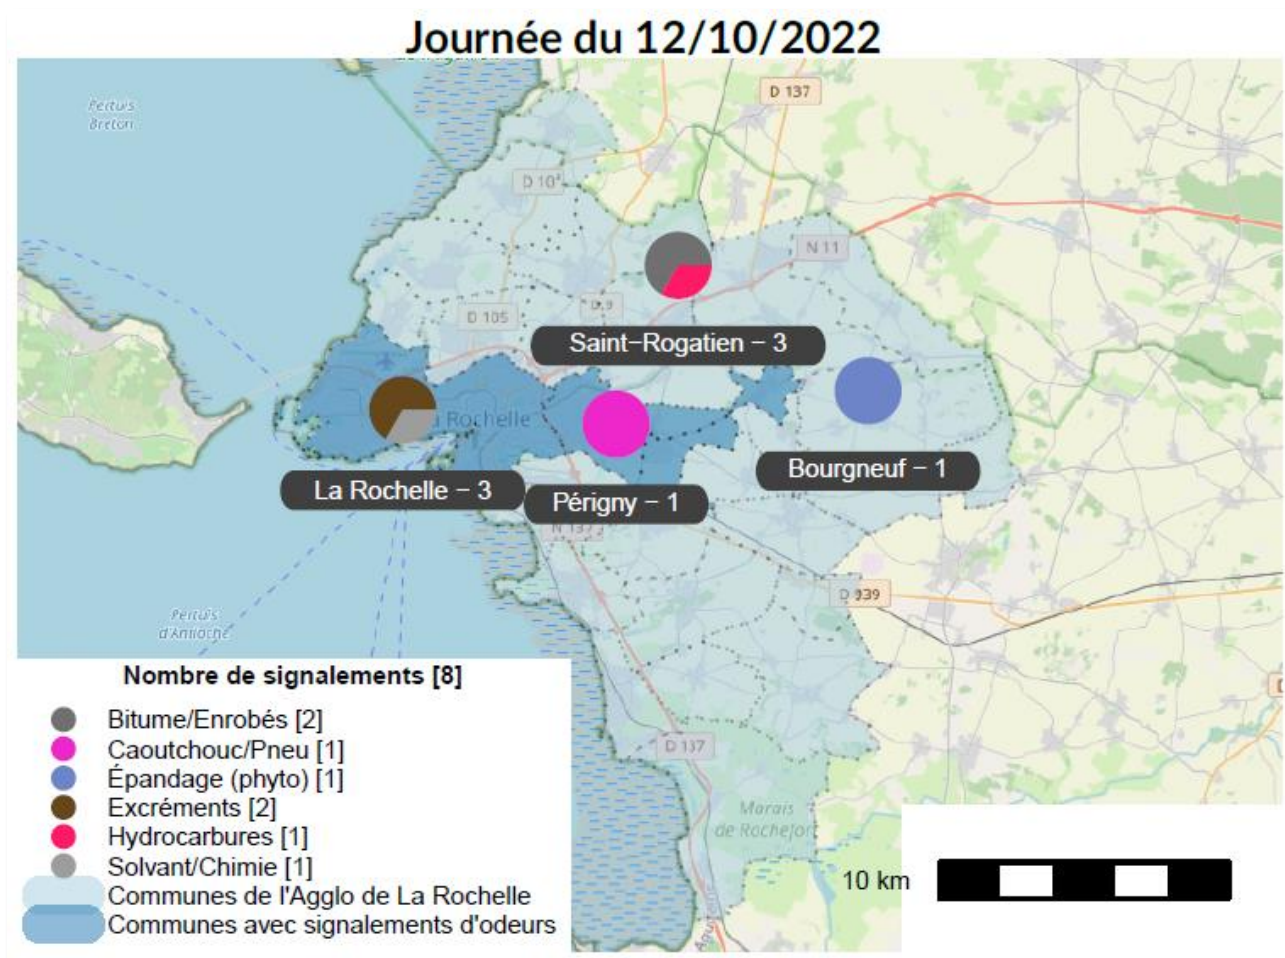 Journée du 12/10/2022
Pertuis
Breton
D 137
D 10
N 11
D 9
D 105
Saint-Rogatien - 3
La Rochelle
Bourgneuf - 1
La Rochelle - 3
Périgny - 1
N 137
D 939
Pertuis
d'Antioche
Nombre de signalements [8]
Bitume/Enrobés [2]
Caoutchouc/Pneu [1]
Épandage (phyto) [1]
Excréments [2]
Hydrocarbures [1]
Solvant/Chimie [1]
Communes de l'Agglo de La Rochelle
Communes avec signalements d'odeurs
D 137
Marais
de Rochefort
10 km